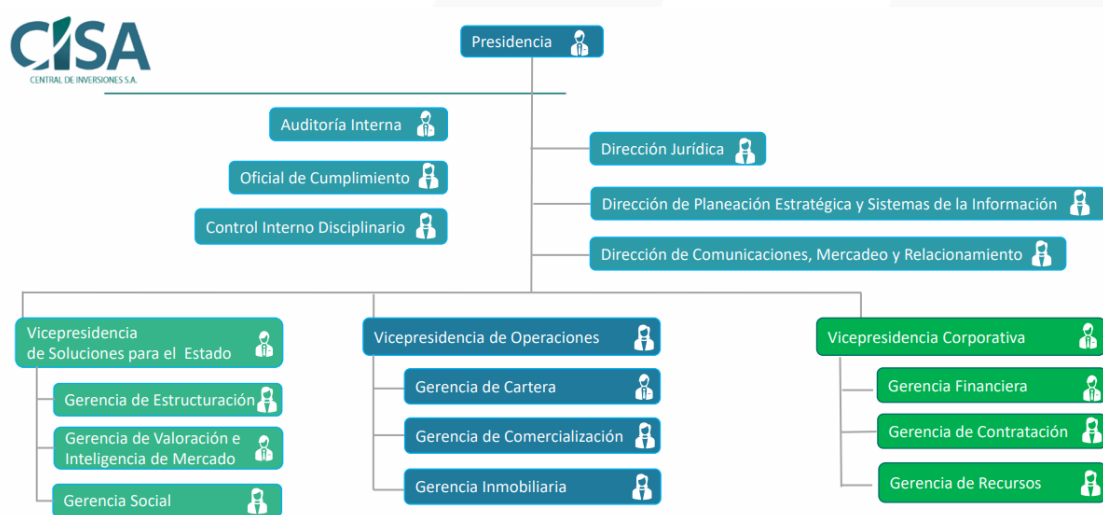 CISA
CENTRAL DE INVERSIONES S.A.
Presidencia
Auditoría Interna
Oficial de Cumplimiento
Control Interno Disciplinario
Dirección Jurídica
Dirección de Planeación Estratégica y Sistemas de la Información
Dirección de Comunicaciones, Mercadeo y Relacionamiento
Vicepresidencia
de Soluciones para el Estado
Gerencia de Estructuración
Gerencia de Valoración e
Inteligencia de Mercado
Gerencia Social
Vicepresidencia de Operaciones
Gerencia de Cartera
Gerencia de Comercialización
Gerencia Inmobiliaria
Vicepresidencia Corporativa
Gerencia Financiera
Gerencia de Contratación
Gerencia de Recursos